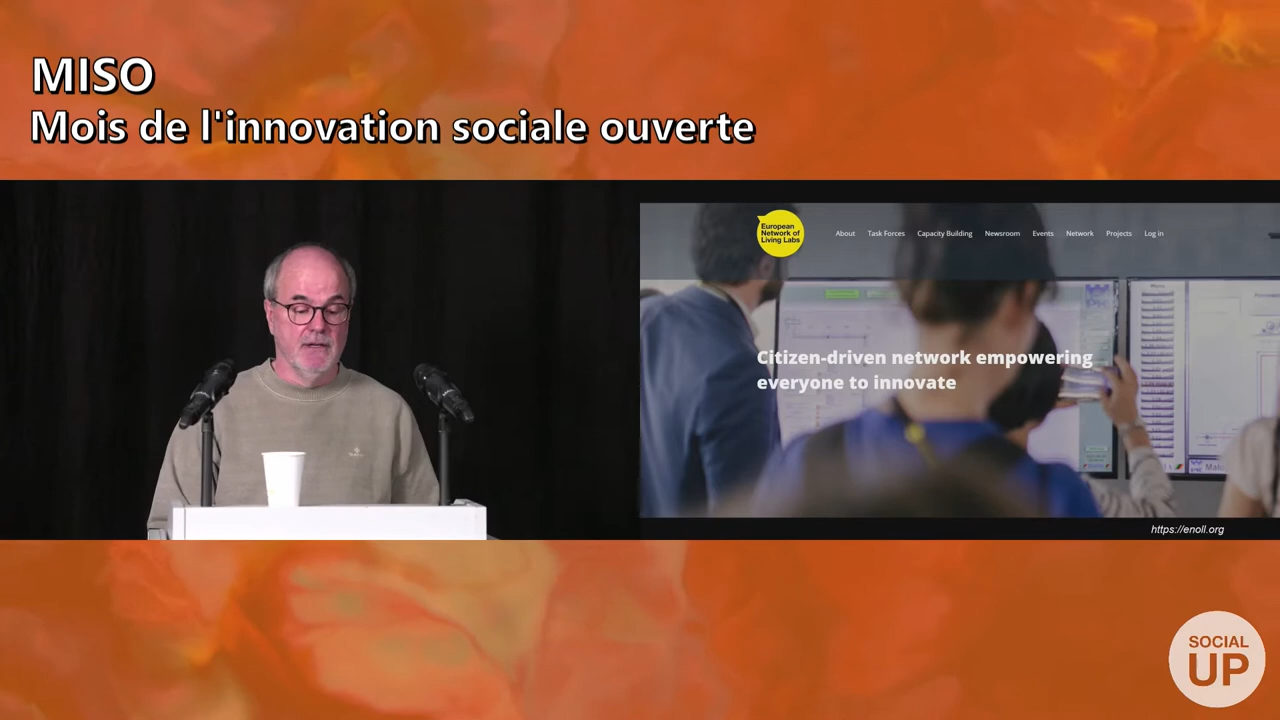 MISO
Mois de l'innovation sociale ouverte
European
Network of
Living Labs
About Task Forces Capacity Building Newsroom Events Network Projects Log in
Citizen-driven network empowering
everyone to innovate
https://enoll.org
SOCIAL
UP